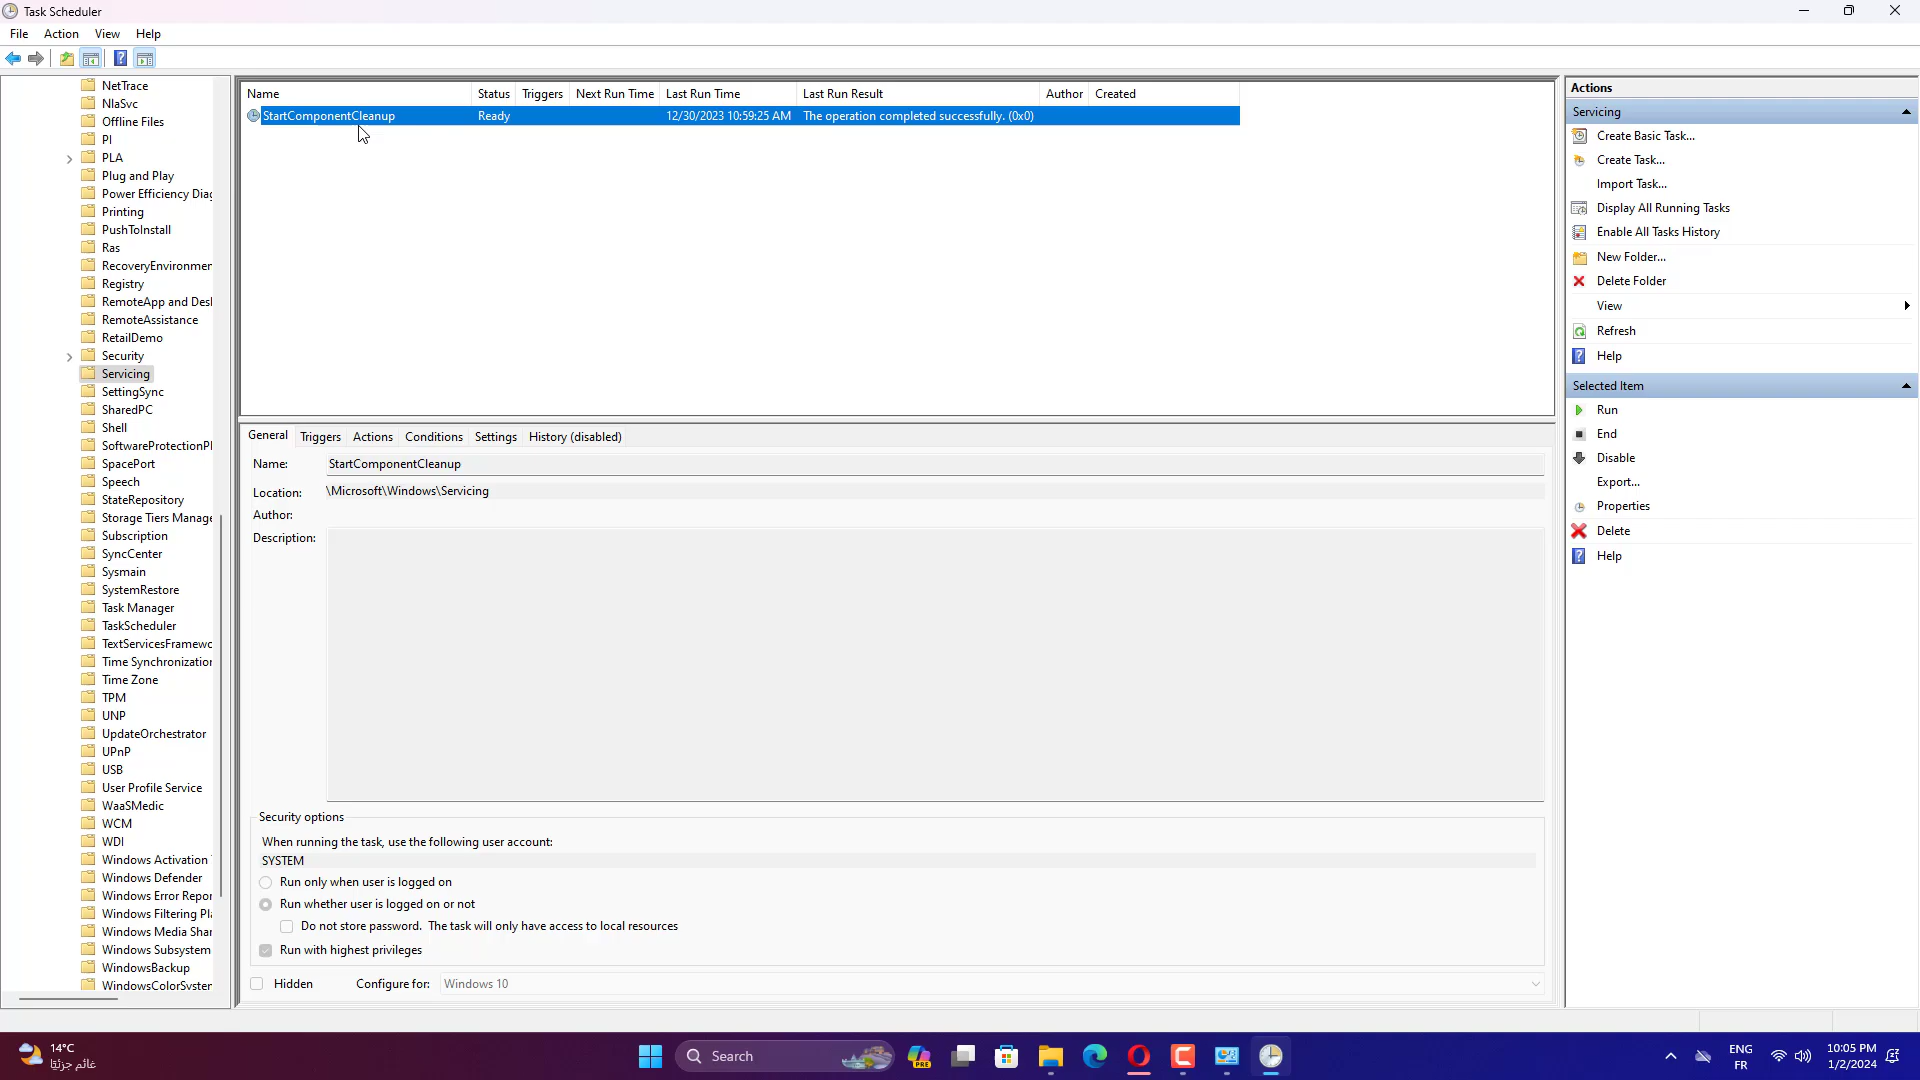 Task Scheduler
File Action View Help
NetTrace
NlaSvc
Offline Files
PI
PLA
Plug and Play
Power Efficiency Diag
Printing
PushToInstall
Ras
RecoveryEnvironmen
Registry
RemoteApp and Desk
RemoteAssistance
RetailDemo
Security
Servicing
SettingSync
SharedPC
Shell
SoftwareProtectionPl
SpacePort
Speech
StateRepository
Storage Tiers Manage
Subscription
SyncCenter
Sysmain
SystemRestore
Task Manager
TaskScheduler
TextServicesFramewo
Time Synchronization
Time Zone
TPM
UNP
UpdateOrchestrator
UPnP
USB
User Profile Service
WaaSMedic
WCM
WDI
Windows Activation
Windows Defender
Windows Error Repor
Windows Filtering Pla
Windows Media Shar
Windows Subsystem
WindowsBackup
WindowsColorSystem
Name Status Triggers Next Run Time Last Run Time Last Run Result Author Created
StartComponentCleanup Ready 12/30/2023 10:59:25 AM The operation completed successfully. (0x0)
General Triggers Actions Conditions Settings History (disabled)
Name: StartComponentCleanup
Location: \Microsoft\Windows\Servicing
Author:
Description:
Security options
When running the task, use the following user account:
SYSTEM
Run only when user is logged on
Run whether user is logged on or not
Do not store password. The task will only have access to local resources
Run with highest privileges
Hidden Configure for: Windows 10
Actions
Servicing
Create Basic Task...
Create Task...
Import Task...
Display All Running Tasks
Enable All Tasks History
New Folder...
Delete Folder
View
Refresh
Help
Selected Item
Run
End
Disable
Export...
Properties
Delete
Help
14°C
غائم جزئيًا
Search
PRE
ENG
FR
10:05 PM
1/2/2024